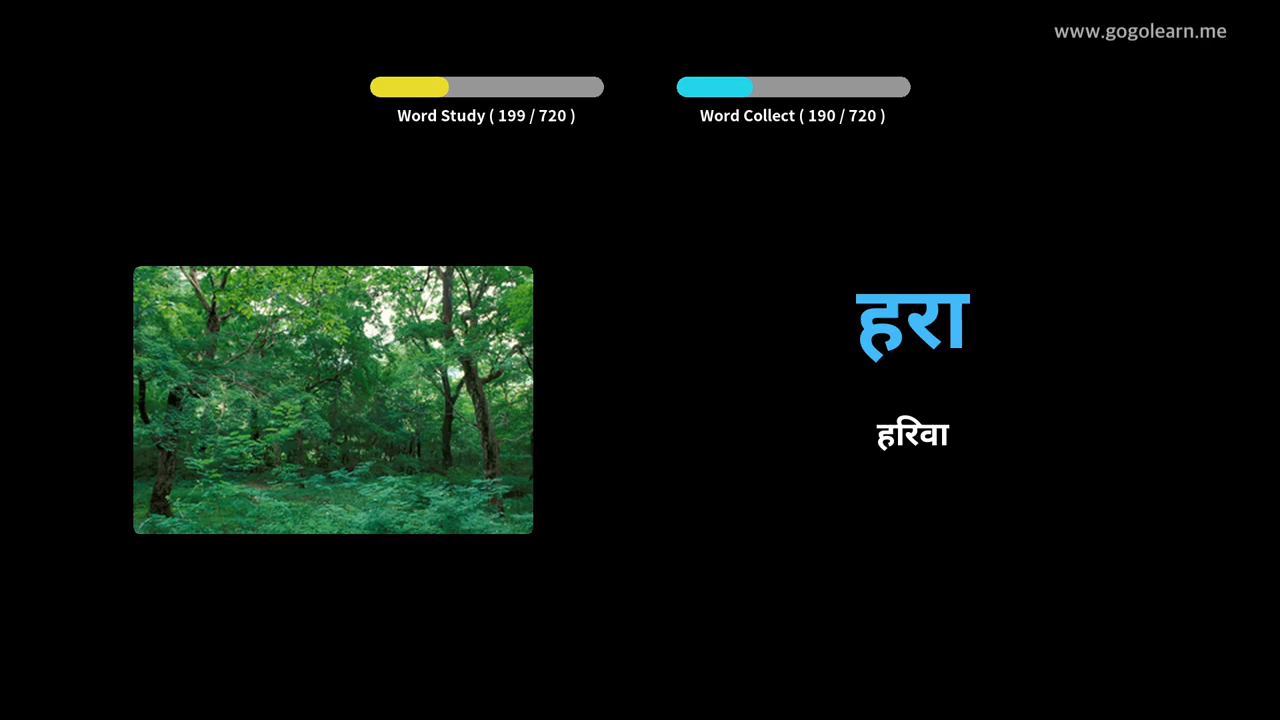 www.gogolearn.me
Word Study ( 199 / 720 )
Word Collect ( 190 / 720 )
हरा
हरिवा